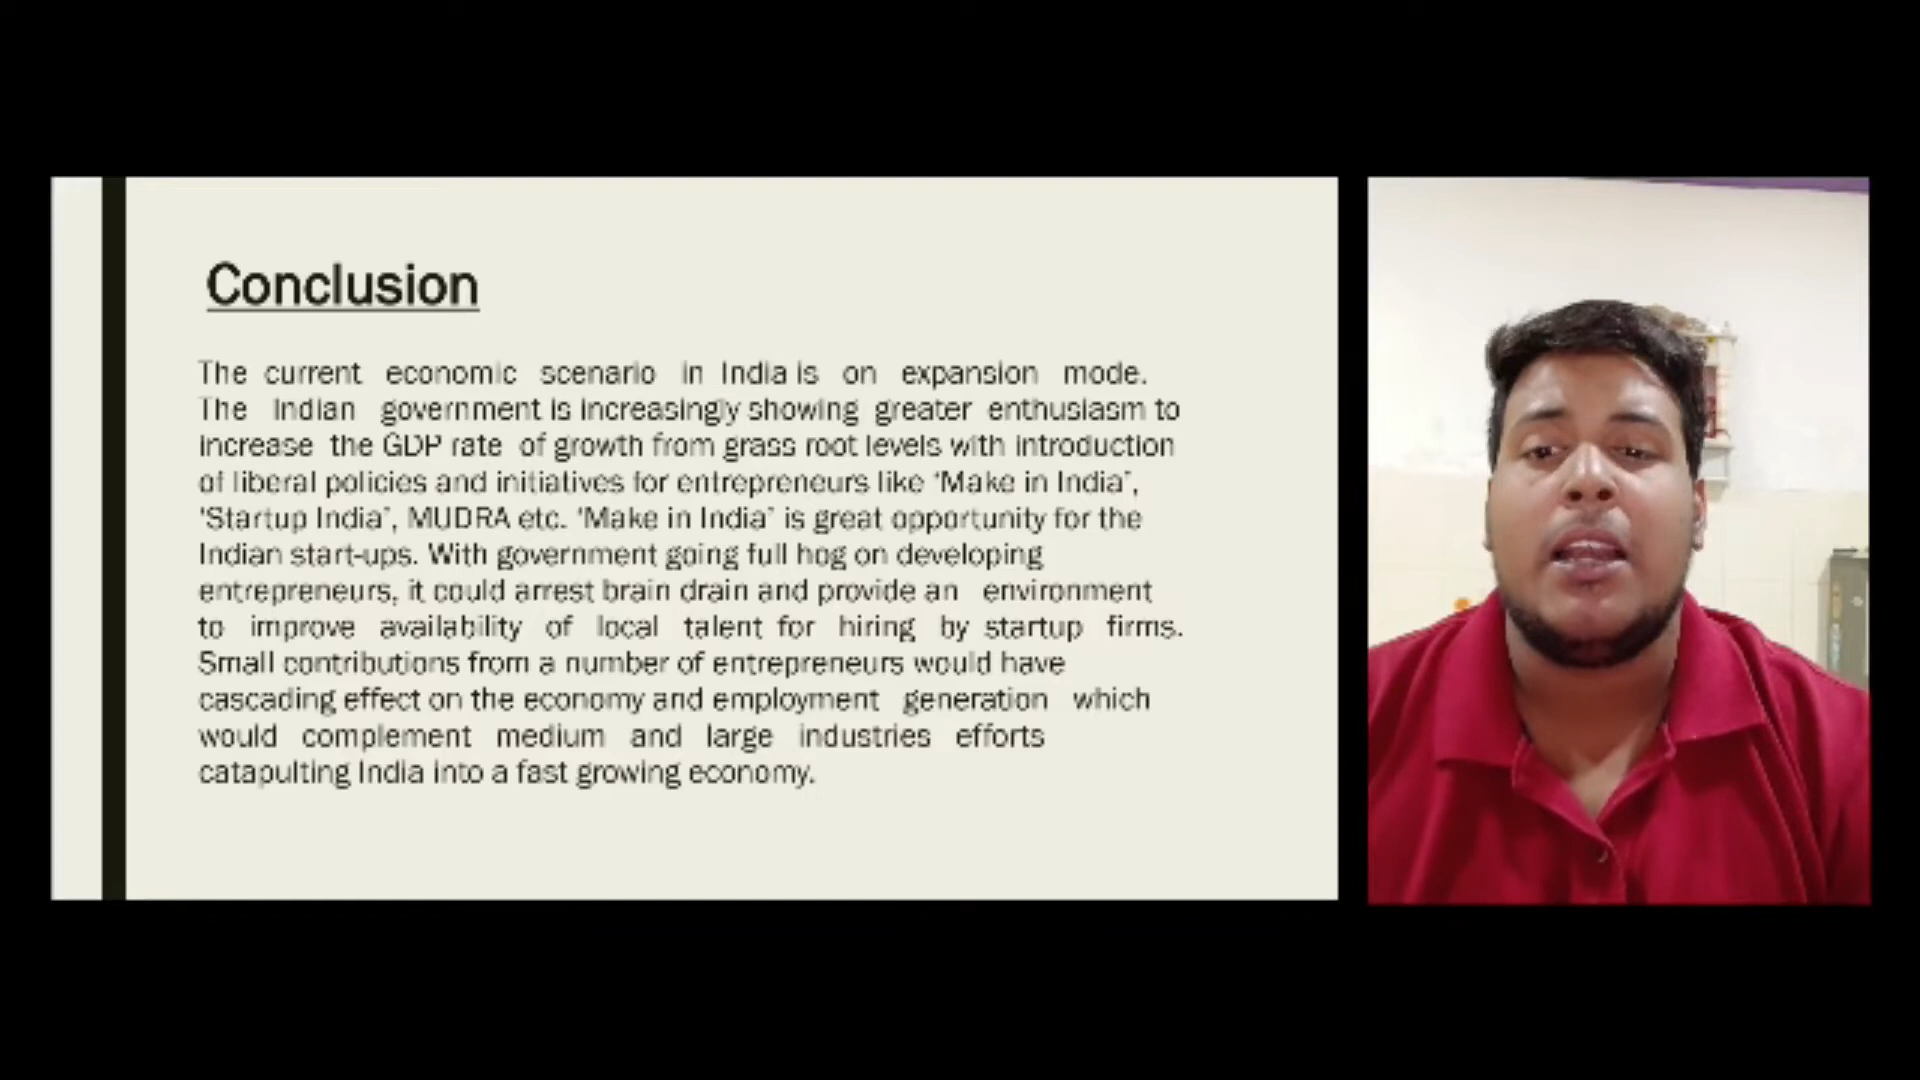 Conclusion
The current economic scenario in India is on expansion mode.
The Indian government is increasingly showing greater enthusiasm to
increase the GDP rate of growth from grass root levels with introduction
of liberal policies and initiatives for entrepreneurs like ‘Make in India’,
‘Startup India’, MUDRA etc. ‘Make in India’ is great opportunity for the
Indian start-ups. With government going full hog on developing
entrepreneurs, it could arrest brain drain and provide an environment
to improve availability of local talent for hiring by startup firms.
Small contributions from a number of entrepreneurs would have
cascading effect on the economy and employment generation which
would complement medium and large industries efforts
catapulting India into a fast growing economy.